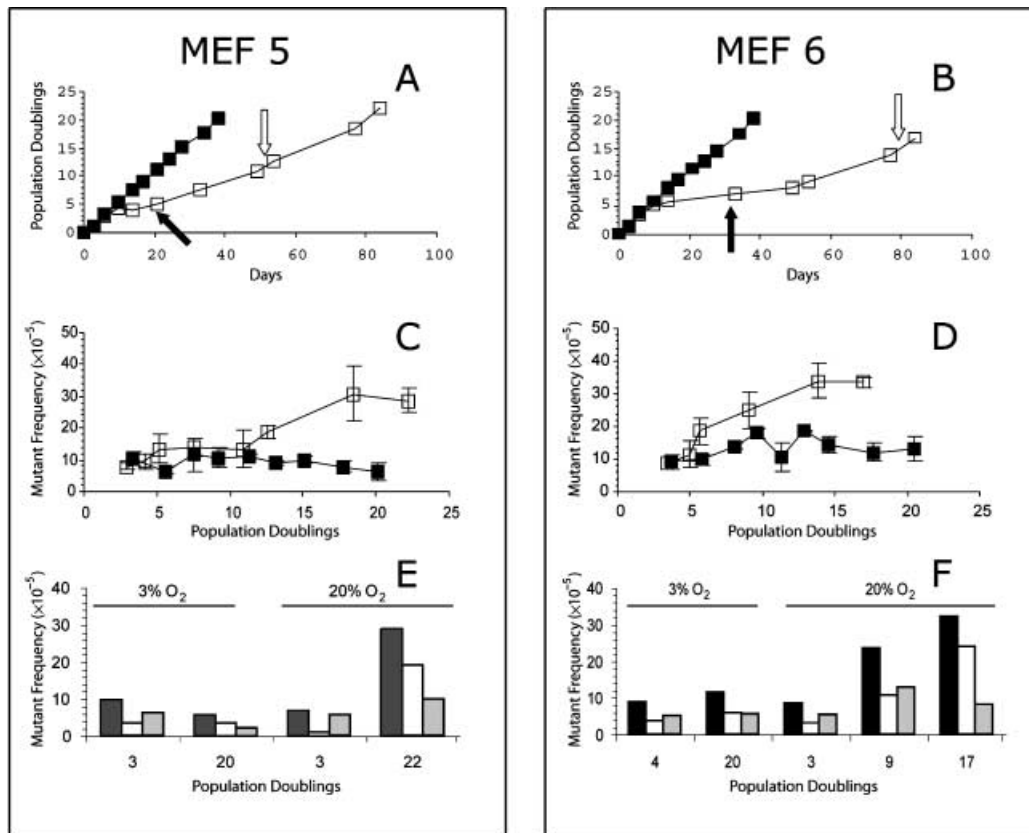 MEF 5
A
Population Doublings
25
20
15
10
5
0
0 20 40 60 80 100
Days
C
Mutant Frequency (×10⁻⁵)
50
40
30
20
10
0
0 5 10 15 20 25
Population Doublings
E
3% O₂ 20% O₂
Mutant Frequency (×10⁻⁵)
40
30
20
10
0
3 20 3 22
Population Doublings
MEF 6
B
Population Doublings
25
20
15
10
5
0
0 20 40 60 80 100
Days
D
Mutant Frequency (×10⁻⁵)
50
40
30
20
10
0
0 5 10 15 20 25
Population Doublings
F
3% O₂ 20% O₂
Mutant Frequency (×10⁻⁵)
40
30
20
10
0
4 20 3 9 17
Population Doublings